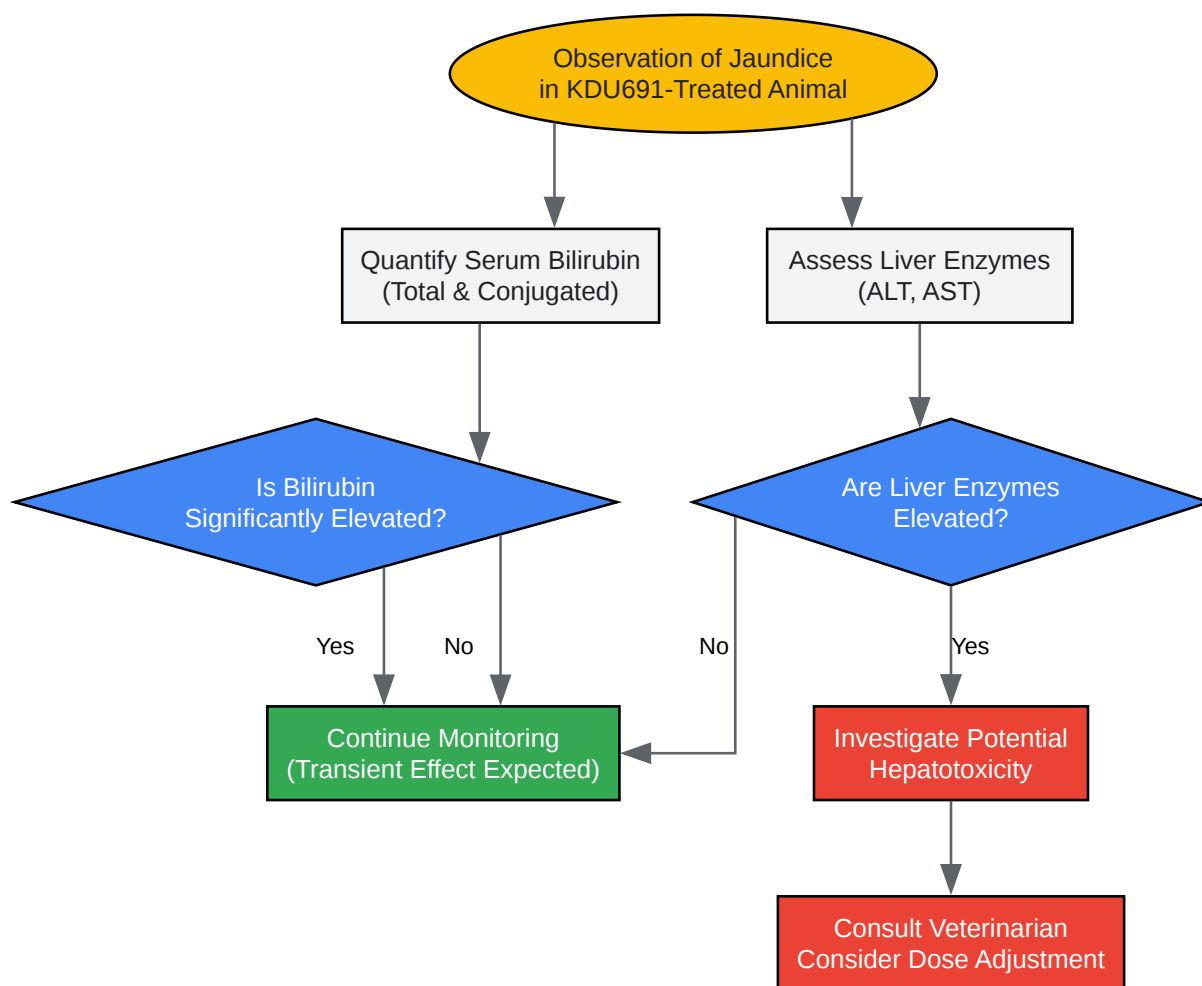 Observation of Jaundice
in KDU691-Treated Animal
Quantify Serum Bilirubin
(Total & Conjugated)
Assess Liver Enzymes
(ALT, AST)
Is Bilirubin
Significantly Elevated?
Are Liver Enzymes
Elevated?
Yes
No
No
Yes
Continue Monitoring
(Transient Effect Expected)
Investigate Potential
Hepatotoxicity
Consult Veterinarian
Consider Dose Adjustment